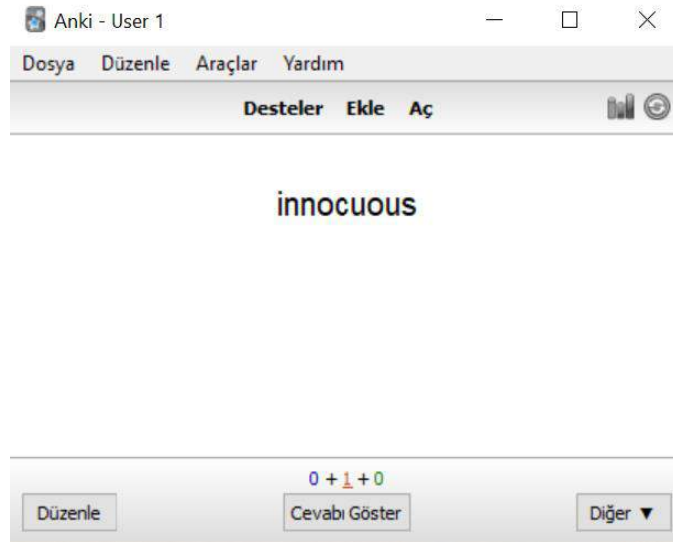 Anki - User 1
Dosya Düzenle Araçlar Yardım
Desteler Ekle Aç
innocuous
0 + 1 + 0
Düzenle Cevabı Göster Diğer ▼